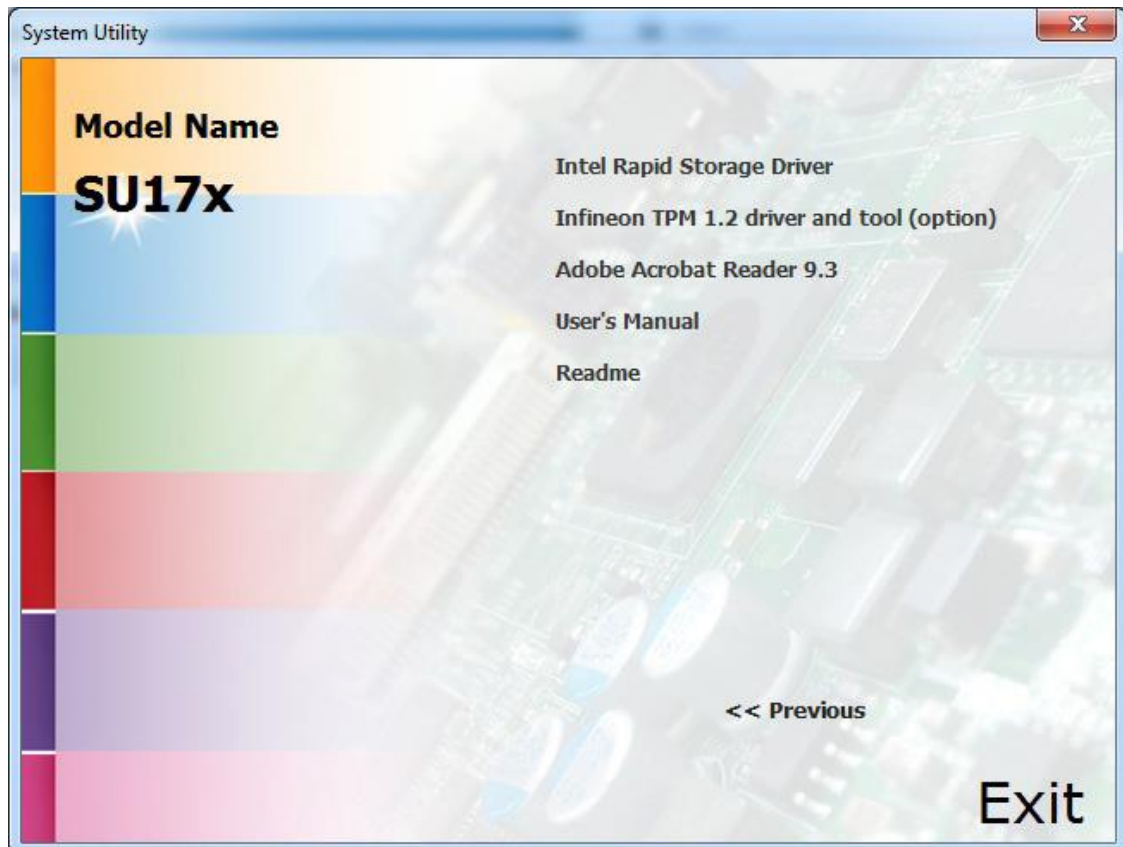 System Utility
Model Name
SU17x
Intel Rapid Storage Driver
Infineon TPM 1.2 driver and tool (option)
Adobe Acrobat Reader 9.3
User's Manual
Readme
<< Previous
Exit